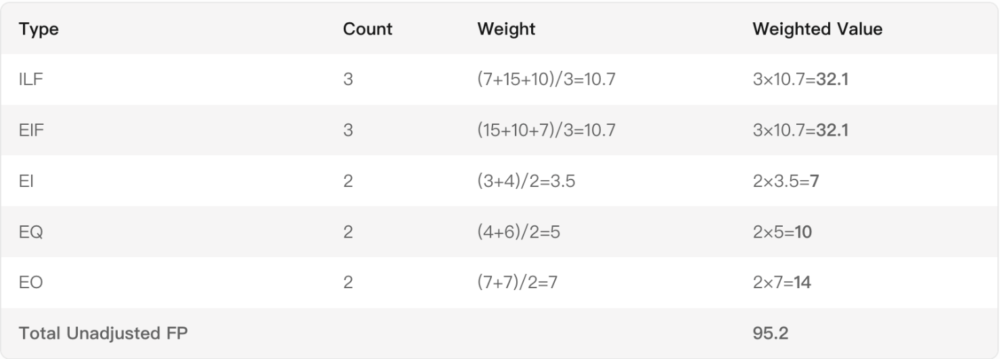 Type Count Weight Weighted Value
ILF 3 (7+15+10)/3=10.7 3×10.7=32.1
EIF 3 (15+10+7)/3=10.7 3×10.7=32.1
EI 2 (3+4)/2=3.5 2×3.5=7
EQ 2 (4+6)/2=5 2×5=10
EO 2 (7+7)/2=7 2×7=14
Total Unadjusted FP 95.2